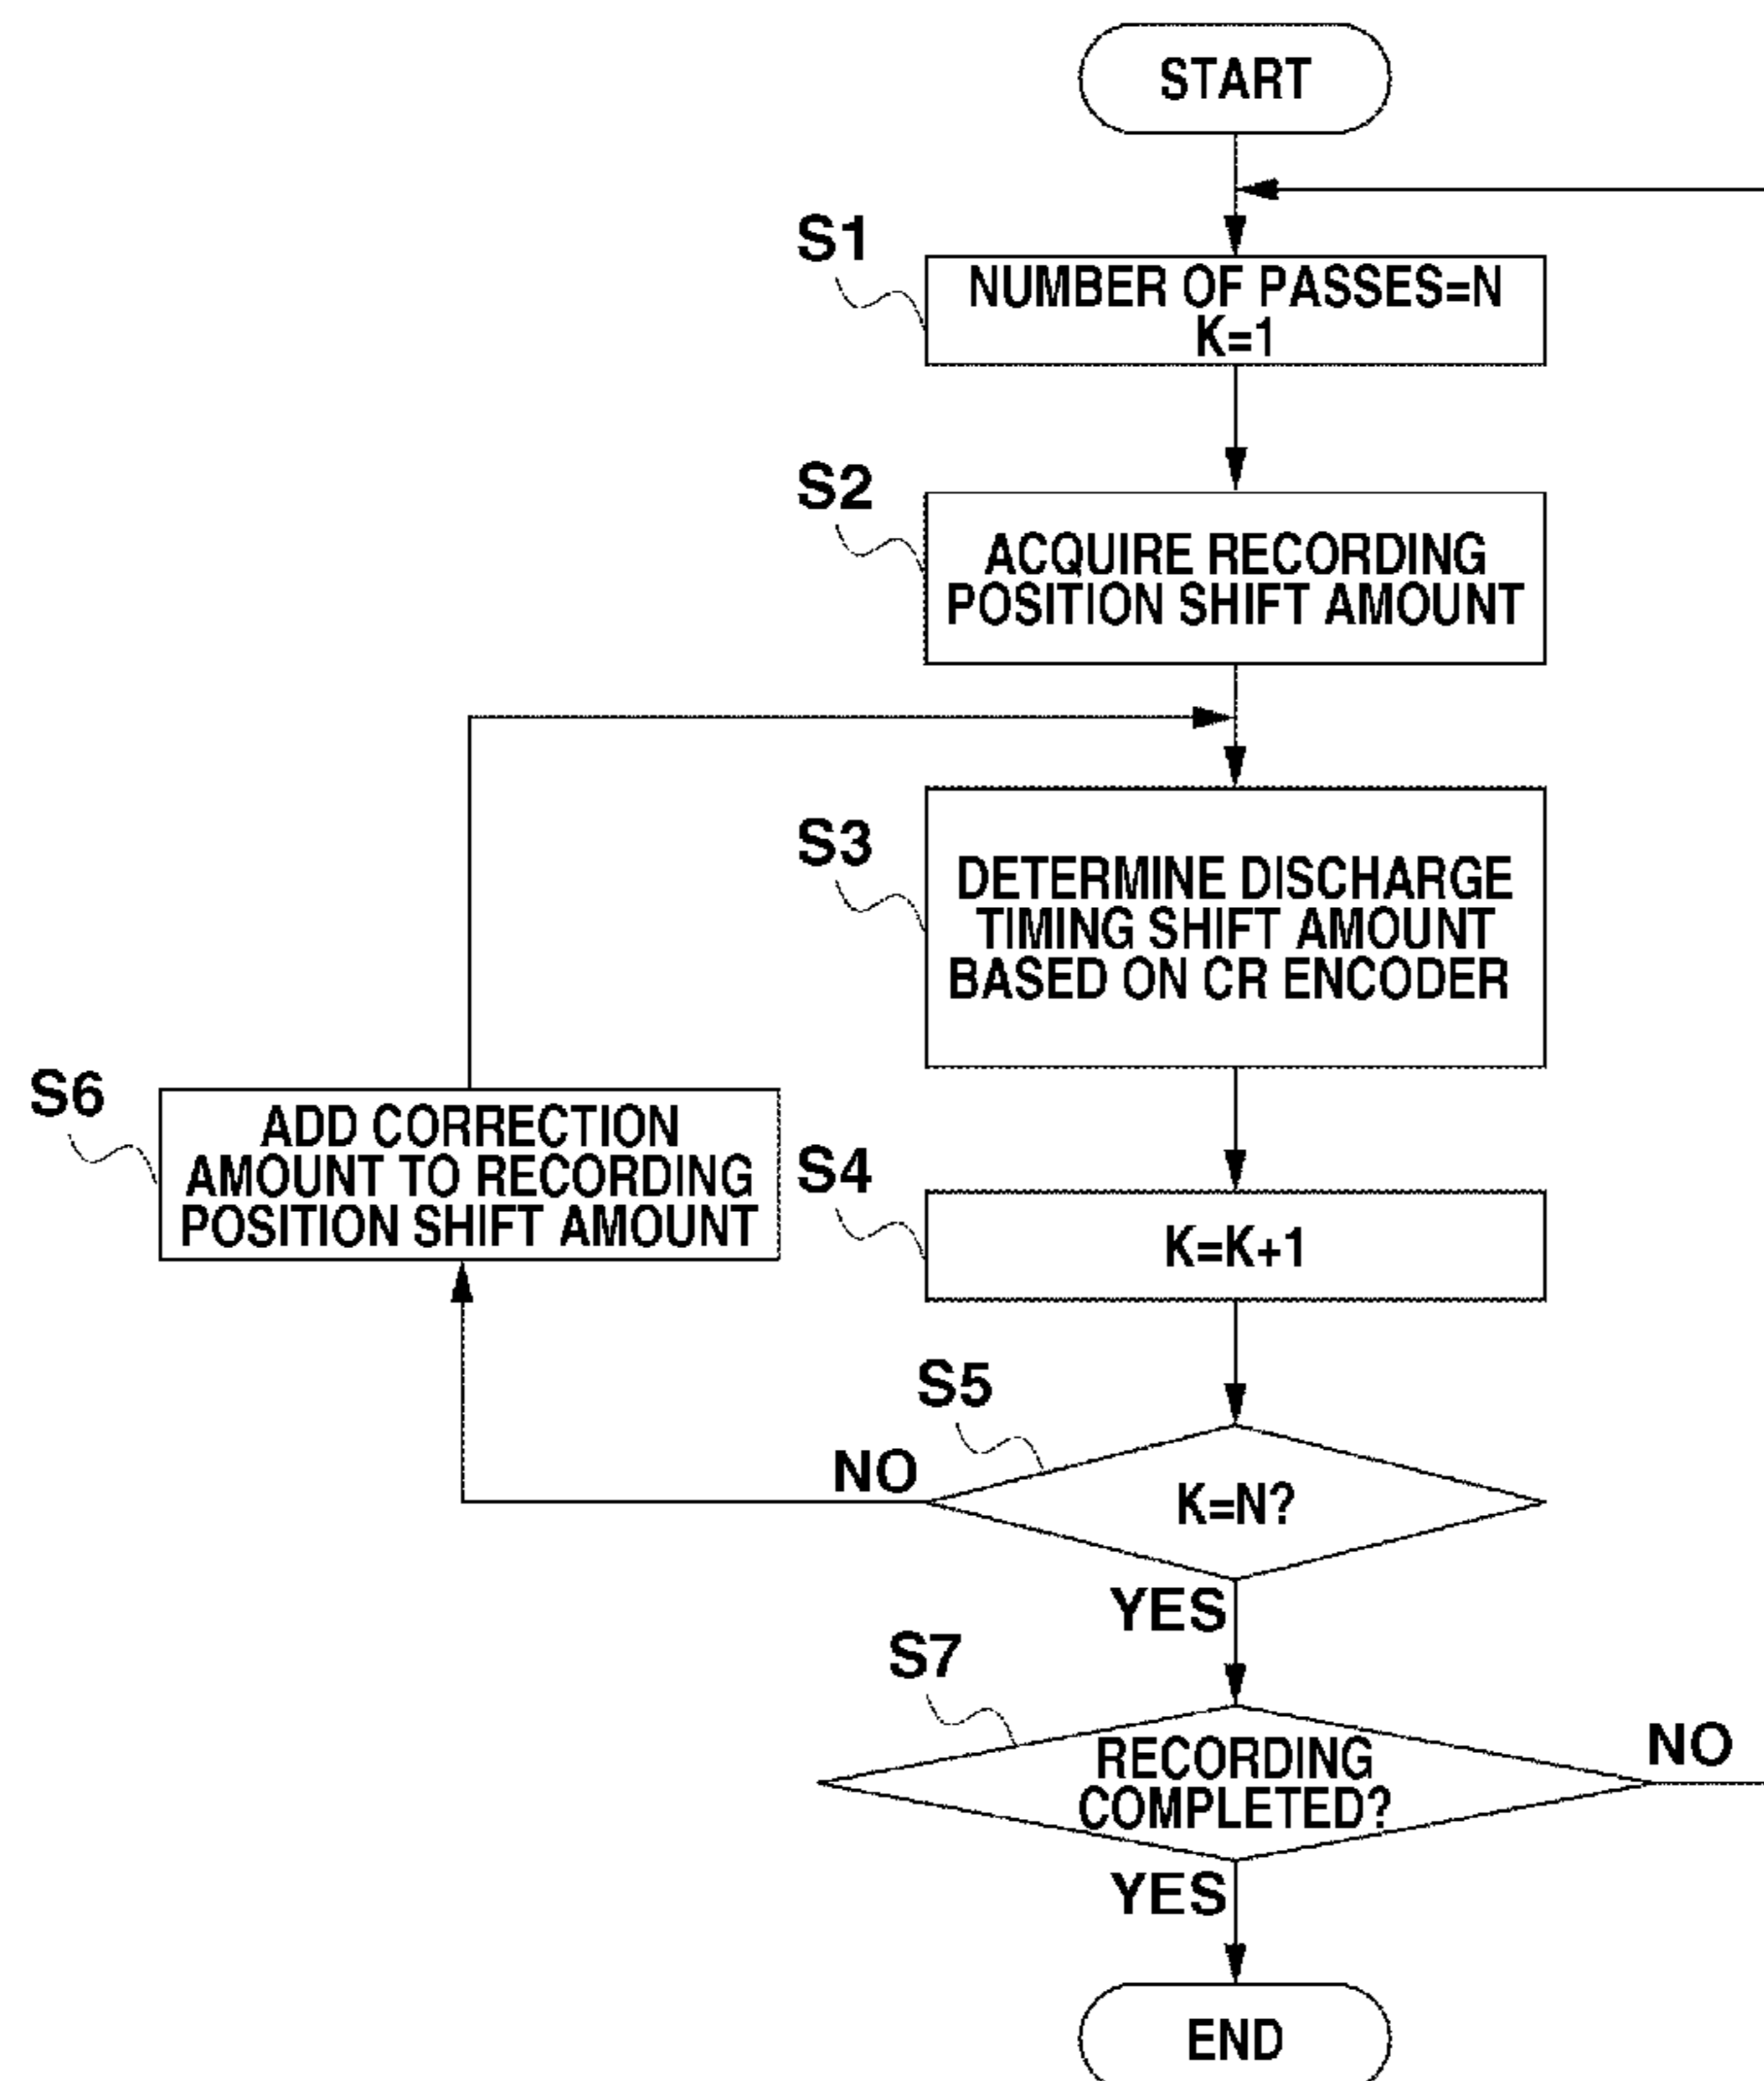 START
S1
NUMBER OF PASSES=N
K=1
S2
ACQUIRE RECORDING
POSITION SHIFT AMOUNT
S3
DETERMINE DISCHARGE
TIMING SHIFT AMOUNT
BASED ON CR ENCODER
S6
ADD CORRECTION
AMOUNT TO RECORDING
POSITION SHIFT AMOUNT
S4
K=K+1
S5
NO
K=N?
YES
S7
RECORDING
COMPLETED?
NO
YES
END